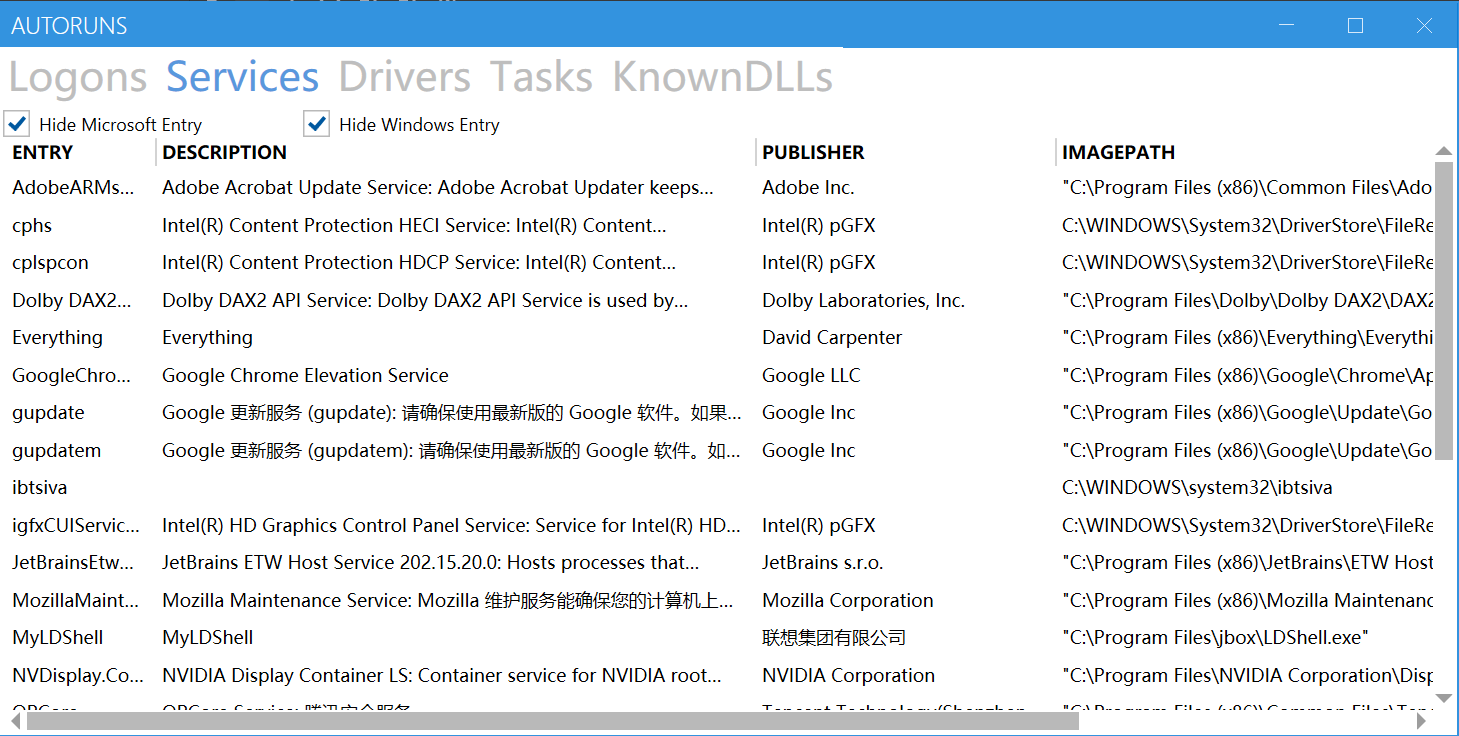 AUTORUNS
Logons Services Drivers Tasks KnownDLLs
Hide Microsoft Entry Hide Windows Entry
ENTRY DESCRIPTION PUBLISHER IMAGEPATH
AdobeARMs... Adobe Acrobat Update Service: Adobe Acrobat Updater keeps... Adobe Inc. "C:\Program Files (x86)\Common Files\Ado
cphs Intel(R) Content Protection HECI Service: Intel(R) Content... Intel(R) pGFX C:\WINDOWS\System32\DriverStore\FileRe
cplspcon Intel(R) Content Protection HDCP Service: Intel(R) Content... Intel(R) pGFX C:\WINDOWS\System32\DriverStore\FileRe
Dolby DAX2... Dolby DAX2 API Service: Dolby DAX2 API Service is used by... Dolby Laboratories, Inc. "C:\Program Files\Dolby\Dolby DAX2\DAX2
Everything Everything David Carpenter "C:\Program Files (x86)\Everything\Everythi
GoogleChro... Google Chrome Elevation Service Google LLC "C:\Program Files (x86)\Google\Chrome\Ap
gupdate Google 更新服务 (gupdate): 请确保使用最新版的 Google 软件。如果... Google Inc "C:\Program Files (x86)\Google\Update\Go
gupdatem Google 更新服务 (gupdatem): 请确保使用最新版的 Google 软件。如... Google Inc "C:\Program Files (x86)\Google\Update\Go
ibtsiva C:\WINDOWS\system32\ibtsiva
igfxCUIServic... Intel(R) HD Graphics Control Panel Service: Service for Intel(R) HD... Intel(R) pGFX C:\WINDOWS\System32\DriverStore\FileRe
JetBrainsEtw... JetBrains ETW Host Service 202.15.20.0: Hosts processes that... JetBrains s.r.o. "C:\Program Files (x86)\JetBrains\ETW Host
MozillaMaint... Mozilla Maintenance Service: Mozilla 维护服务能确保您的计算机上... Mozilla Corporation "C:\Program Files (x86)\Mozilla Maintenanc
MyLDShell MyLDShell 联想集团有限公司 "C:\Program Files\jbox\LDShell.exe"
NVDisplay.Co... NVIDIA Display Container LS: Container service for NVIDIA root... NVIDIA Corporation "C:\Program Files\NVIDIA Corporation\Disp
QPCore QPCore Service: 腾讯安全服务 Tencent Technology(Shenzhen "C:\Program Files (x86)\Common Files\Ten